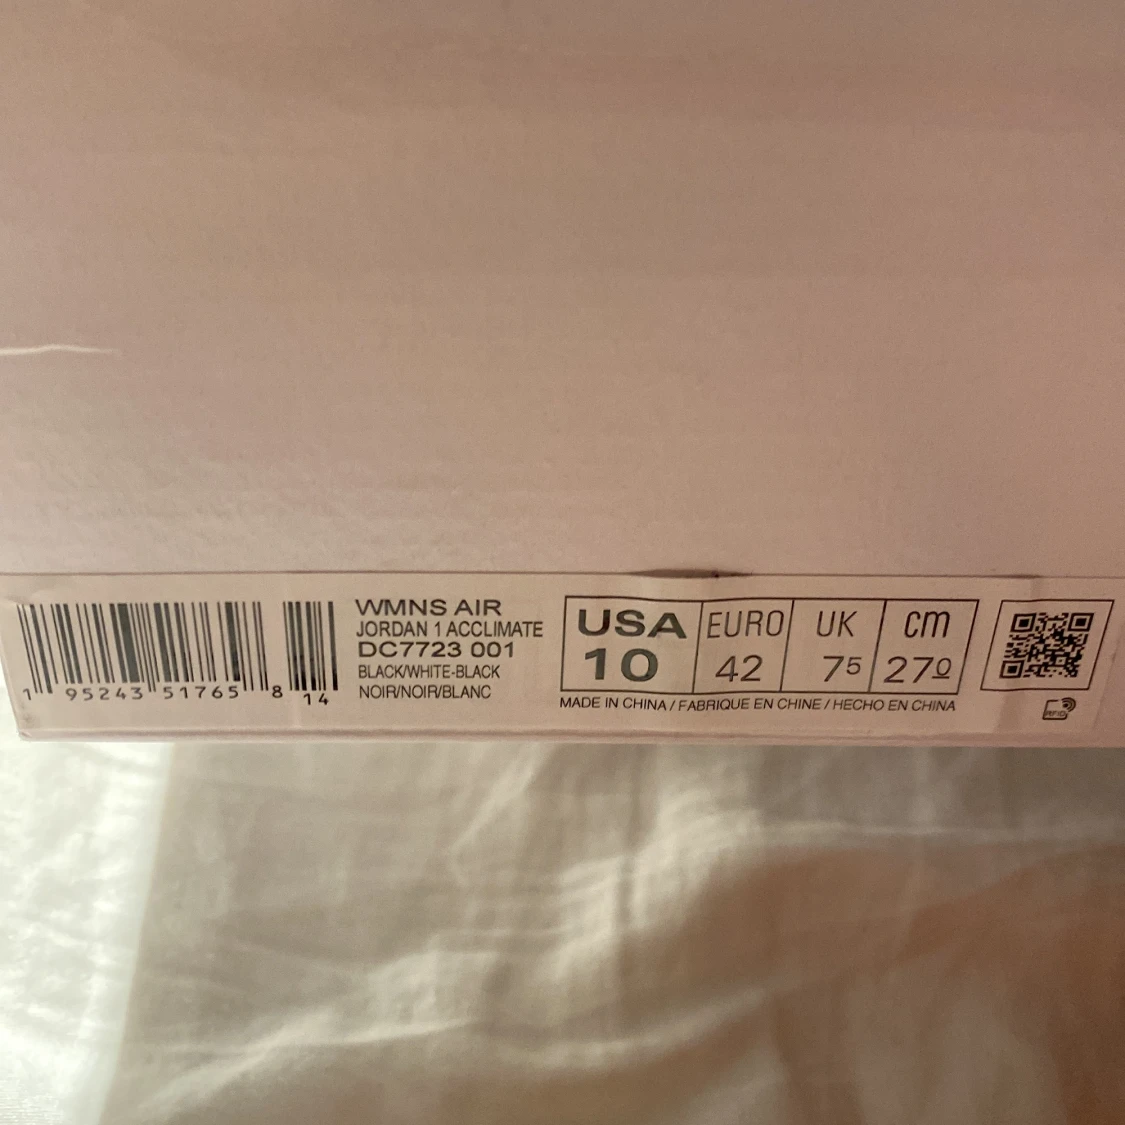 WMNS AIR
JORDAN 1 ACCLIMATE
DC7723 001
BLACK/WHITE-BLACK
NOIR/NOIR/BLANC
1 95243 51765 8 14
USA EURO UK cm
10 42 75 270
MADE IN CHINA / FABRIQUE EN CHINE / HECHO EN CHINA
RFID